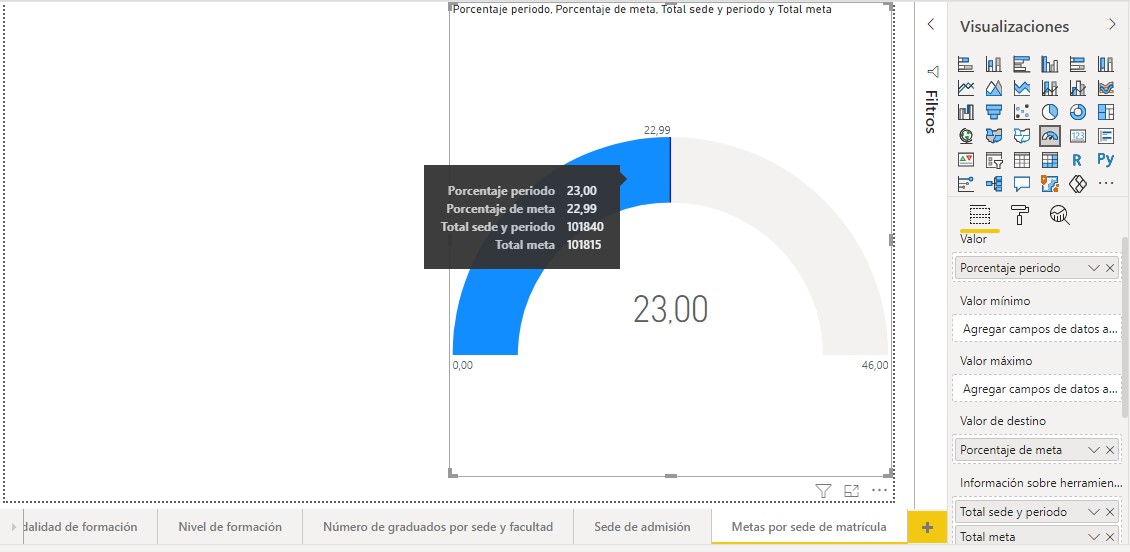 Porcentaje periodo, Porcentaje de meta, Total sede y periodo y Total meta
22,99
Porcentaje periodo 23,00
Porcentaje de meta 22,99
Total sede y periodo 101840
Total meta 101815
23,00
0,00
46,00
Filtros
Visualizaciones
123
R
Py
Valor
Porcentaje periodo
Valor mínimo
Agregar campos de datos a...
Valor máximo
Agregar campos de datos a...
Valor de destino
Porcentaje de meta
Información sobre herramien...
Total sede y periodo
Total meta
dalidad de formación
Nivel de formación
Número de graduados por sede y facultad
Sede de admisión
Metas por sede de matrícula